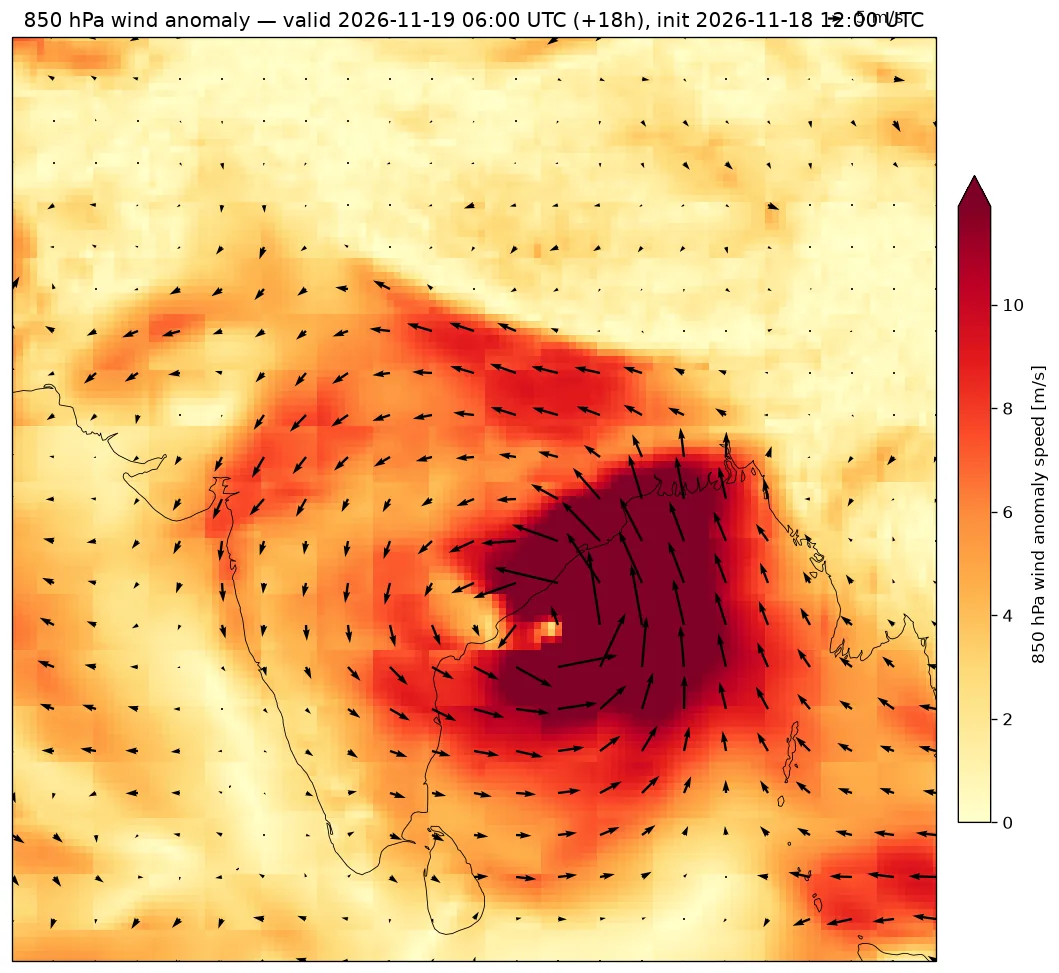 850 hPa wind anomaly — valid 2026-11-19 06:00 UTC (+18h), init 2026-11-18 12:00 UTC
5 m/s
10
8
6
4
2
0
850 hPa wind anomaly speed [m/s]